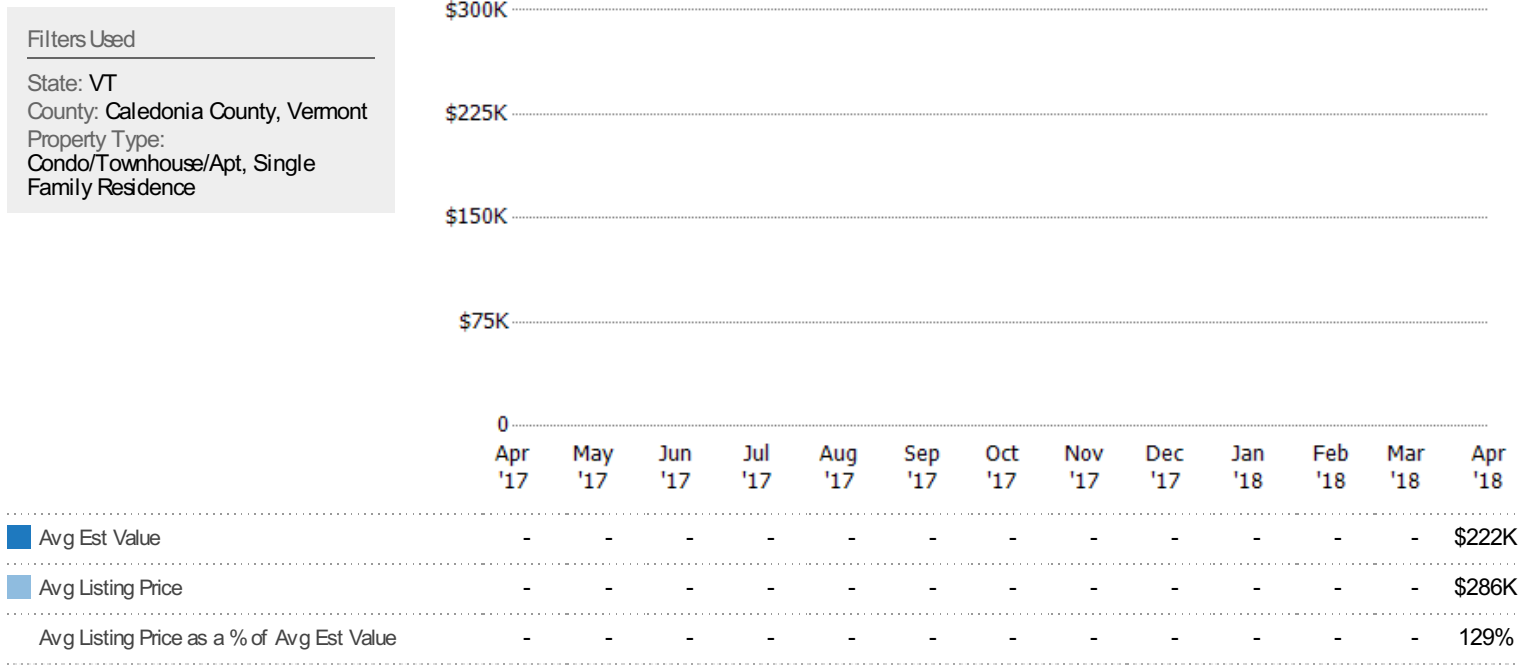 Filters Used
State: VT
County: Caledonia County, Vermont
Property Type:
Condo/Townhouse/Apt, Single
Family Residence
$300K
$225K
$150K
$75K
0
Apr May Jun Jul Aug Sep Oct Nov Dec Jan Feb Mar Apr
'17 '17 '17 '17 '17 '17 '17 '17 '17 '18 '18 '18 '18
Avg Est Value - - - - - - - - - - - - $222K
Avg Listing Price - - - - - - - - - - - - $286K
Avg Listing Price as a % of Avg Est Value - - - - - - - - - - - - 129%